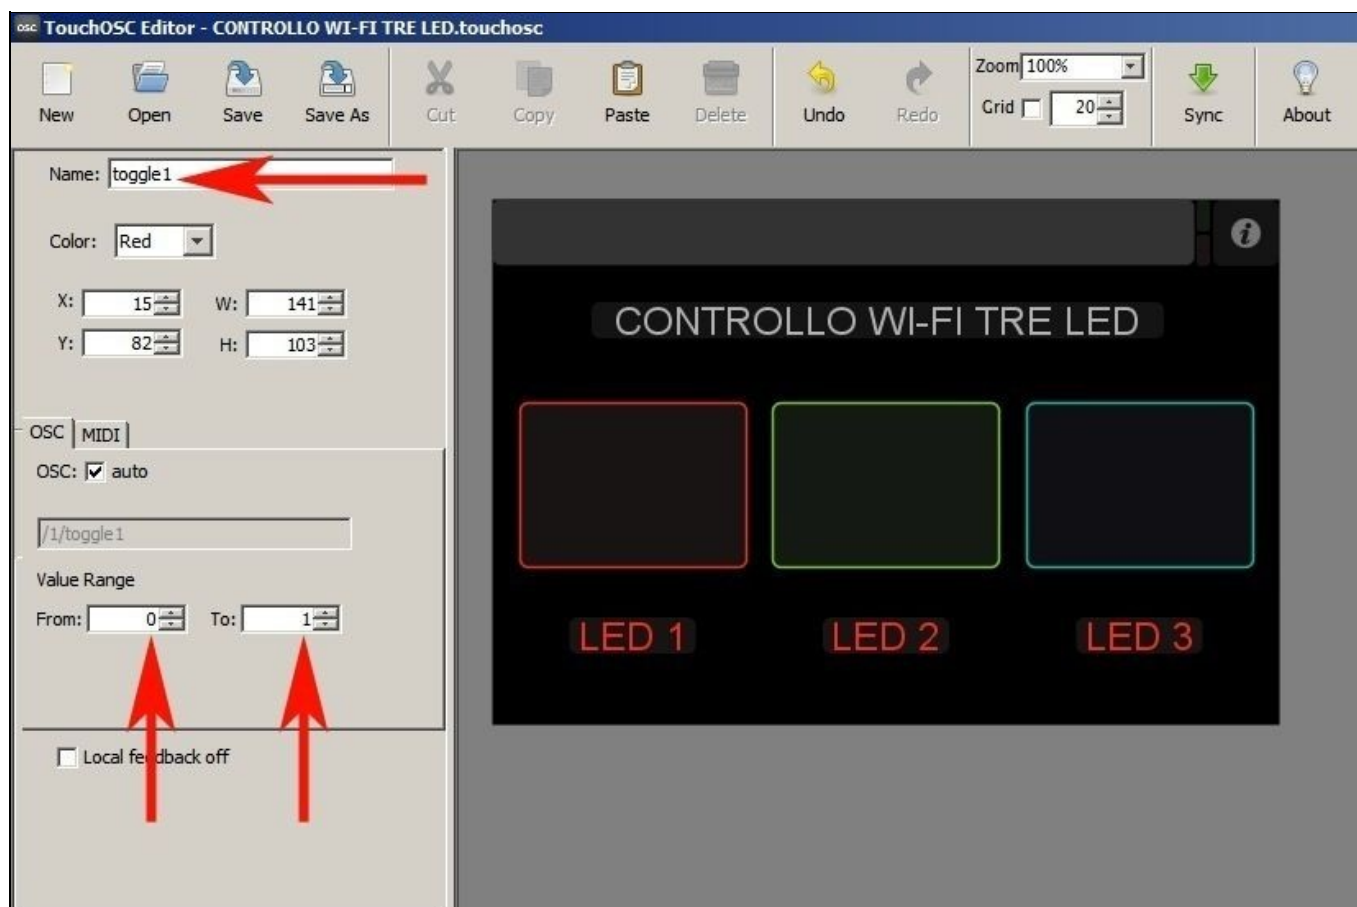 osc TouchOSC Editor - CONTROLLO WI-FI TRE LED.touchosc
New Open Save Save As Cut Copy Paste Delete Undo Redo Zoom 100% Grid 20 Sync About
Name: toggle1
Color: Red
X: 15 W: 141
Y: 82 H: 103
OSC MIDI
OSC: auto
/1/toggle1
Value Range
From: 0 To: 1
Local feedback off
i
CONTROLLO WI-FI TRE LED
LED 1 LED 2 LED 3